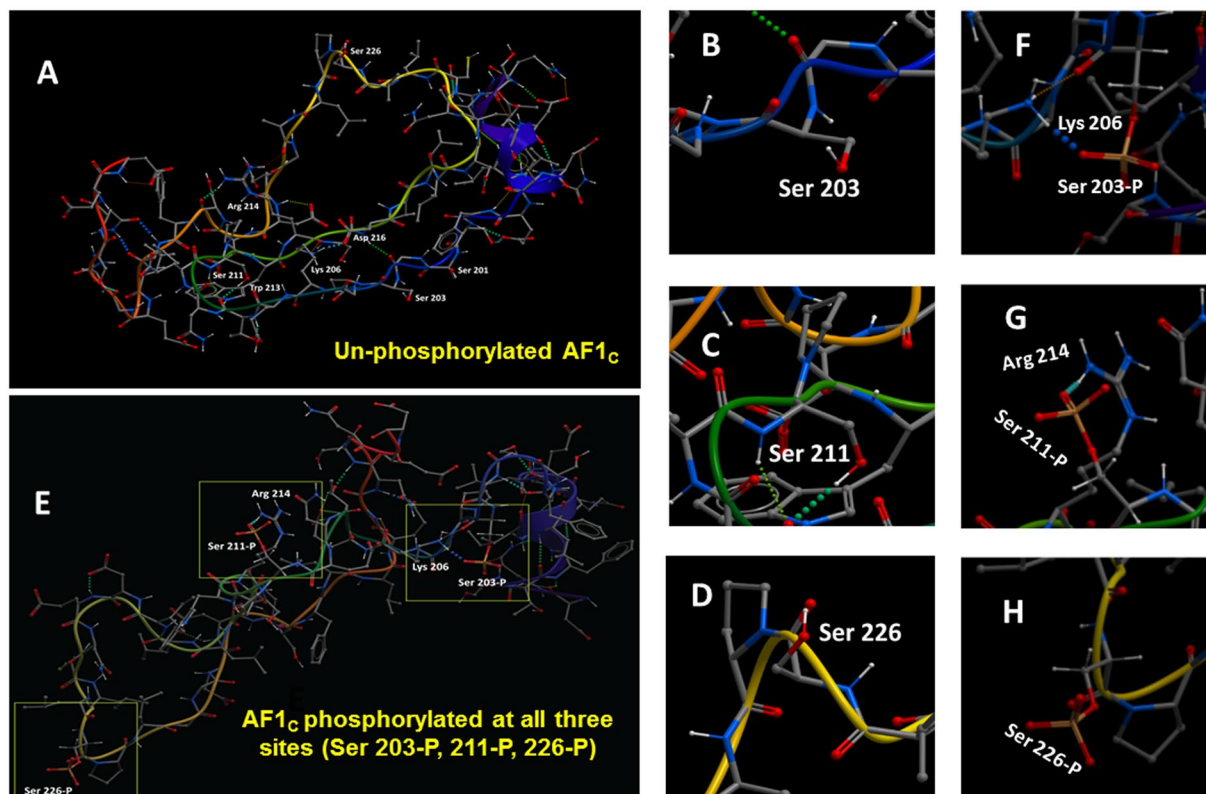 A
Ser 226
Arg 214
Asp 216
Ser 211
Lys 206
Trp 213
Ser 201
Ser 203
Un-phosphorylated AF1C
B
Ser 203
F
Lys 206
Ser 203-P
C
Ser 211
G
Arg 214
Ser 211-P
E
Arg 214
Ser 211-P
Lys 206
Ser 203-P
E
AF1C phosphorylated at all three
sites (Ser 203-P, 211-P, 226-P)
Ser 226-P
D
Ser 226
H
Ser 226-P